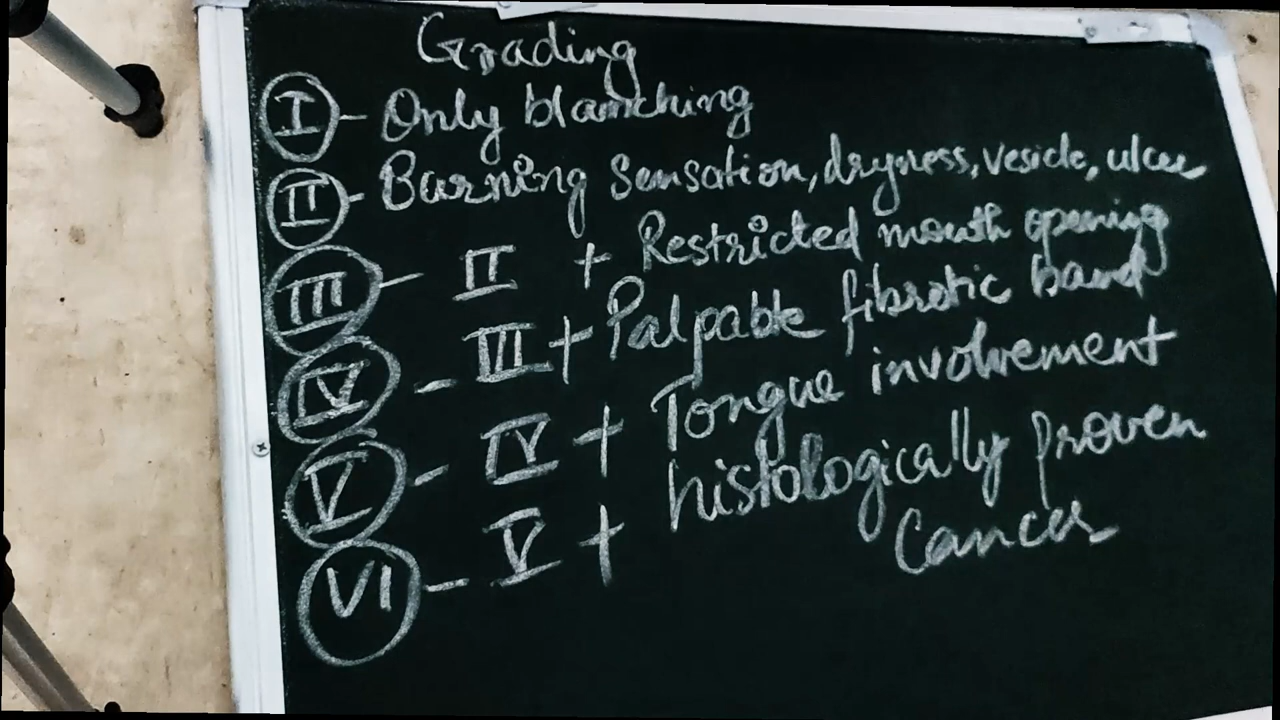 Grading
I - Only blanching
II - Burning Sensation, dryness, vesicle, ulcer
III - II + Restricted mouth opening
IV - III + Palpable fibrotic band
V - IV + Tongue involvement
VI - V + histologically proven
Cancer